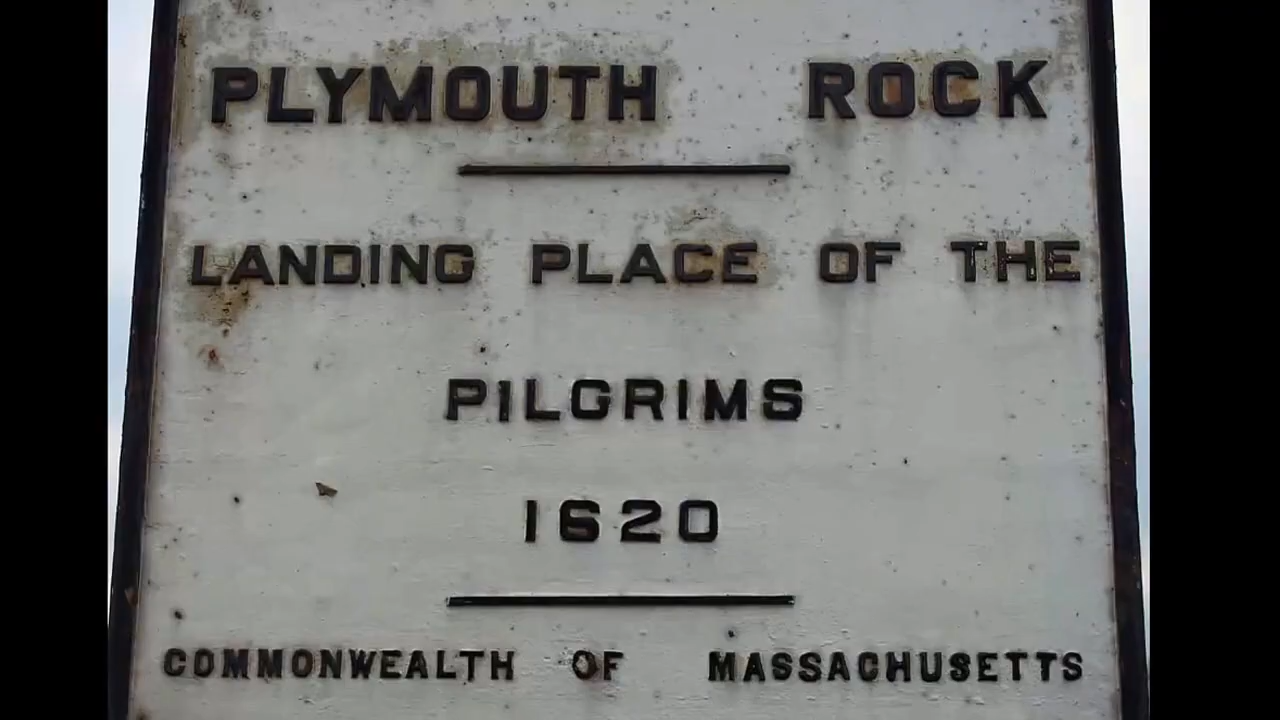 PLYMOUTH ROCK
LANDING PLACE OF THE
PILGRIMS
1620
COMMONWEALTH OF MASSACHUSETTS